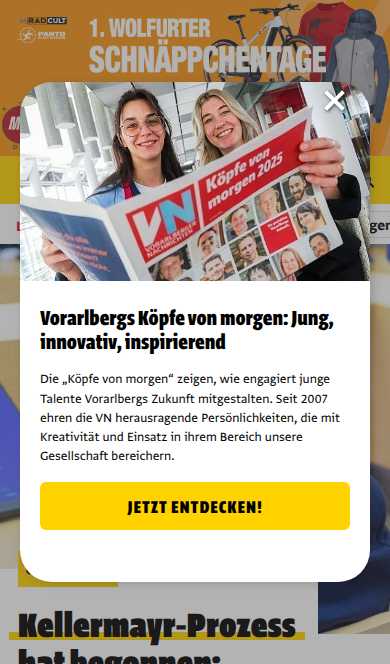 RADCULT
PANTO
1. WOLFURTER
SCHNÄPPCHENTAGE
Köpfe von
morgen 2025
VN
VORARLBERGER
NACHRICHTEN
Vorarlbergs Köpfe von morgen: Jung,
innovativ, inspirierend
Die „Köpfe von morgen“ zeigen, wie engagiert junge
Talente Vorarlbergs Zukunft mitgestalten. Seit 2007
ehren die VN herausragende Persönlichkeiten, die mit
Kreativität und Einsatz in ihrem Bereich unsere
Gesellschaft bereichern.
JETZT ENTDECKEN!
Kellermayr-Prozess
hat begonnen: